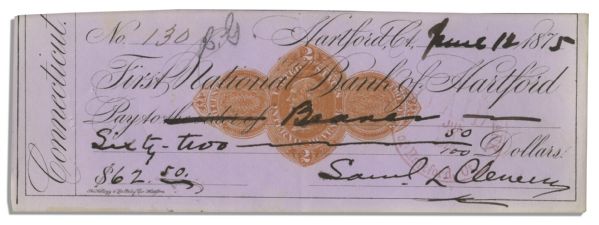 Connecticut.
No. 130 Hartford, Ct. June 12 1875
First National Bank of Hartford
Pay to the order of Bearer
Sixty-two 50/100 Dollars.
$62.50. Saml. L. Clemens